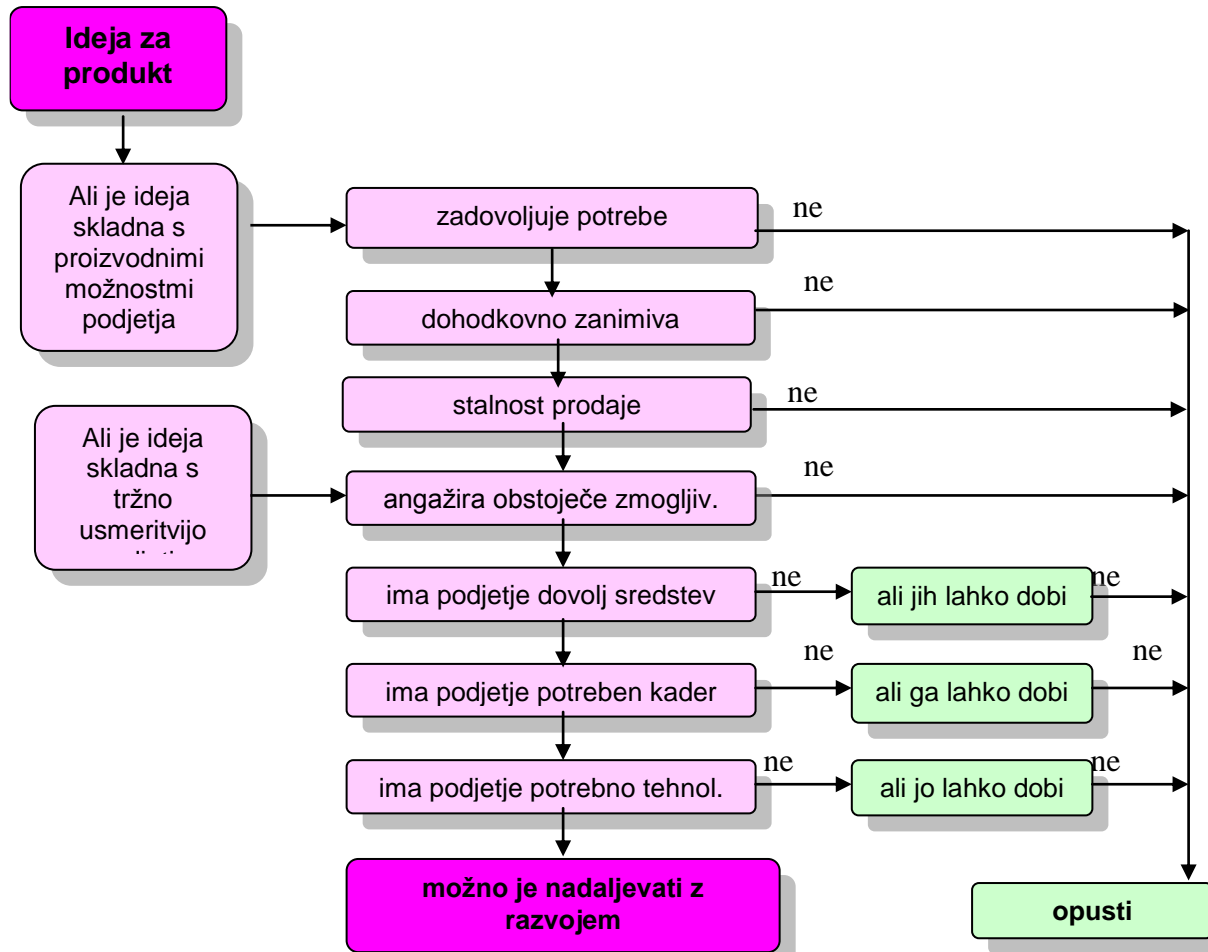 Ideja za
produkt
Ali je ideja
skladna s
proizvodnimi
možnostmi
podjetja
zadovoljuje potrebe
ne
dohodkovno zanimiva
ne
stalnost prodaje
ne
Ali je ideja
skladna s
tržno
usmeritvijo
angažira obstoječe zmogljiv.
ne
ima podjetje dovolj sredstev
ne
ali jih lahko dobi
ne
ima podjetje potreben kader
ne
ali ga lahko dobi
ne
ima podjetje potrebno tehnol.
ne
ali jo lahko dobi
ne
možno je nadaljevati z
razvojem
opusti